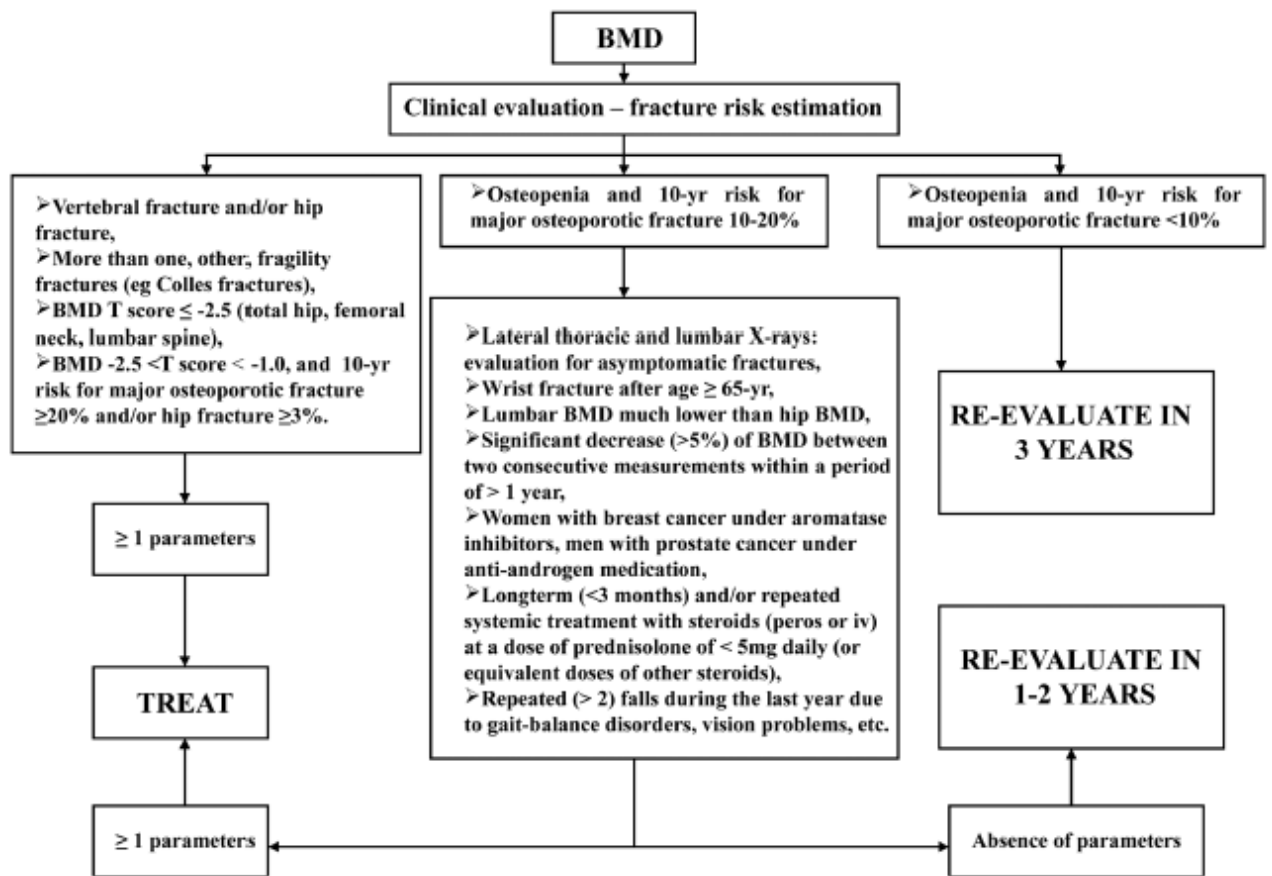 BMD
Clinical evaluation – fracture risk estimation
➢Vertebral fracture and/or hip
fracture,
➢More than one, other, fragility
fractures (eg Colles fractures),
➢BMD T score ≤ -2.5 (total hip, femoral
neck, lumbar spine),
➢BMD -2.5 <T score < -1.0, and 10-yr
risk for major osteoporotic fracture
≥20% and/or hip fracture ≥3%.
≥ 1 parameters
TREAT
≥ 1 parameters
➢Osteopenia and 10-yr risk for
major osteoporotic fracture 10-20%
➢Lateral thoracic and lumbar X-rays:
evaluation for asymptomatic fractures,
➢Wrist fracture after age ≥ 65-yr,
➢Lumbar BMD much lower than hip BMD,
➢Significant decrease (>5%) of BMD between
two consecutive measurements within a period
of > 1 year,
➢Women with breast cancer under aromatase
inhibitors, men with prostate cancer under
anti-androgen medication,
➢Longterm (<3 months) and/or repeated
systemic treatment with steroids (peros or iv)
at a dose of prednisolone of < 5mg daily (or
equivalent doses of other steroids),
➢Repeated (> 2) falls during the last year due
to gait-balance disorders, vision problems, etc.
➢Osteopenia and 10-yr risk for
major osteoporotic fracture <10%
RE-EVALUATE IN
3 YEARS
RE-EVALUATE IN
1-2 YEARS
Absence of parameters